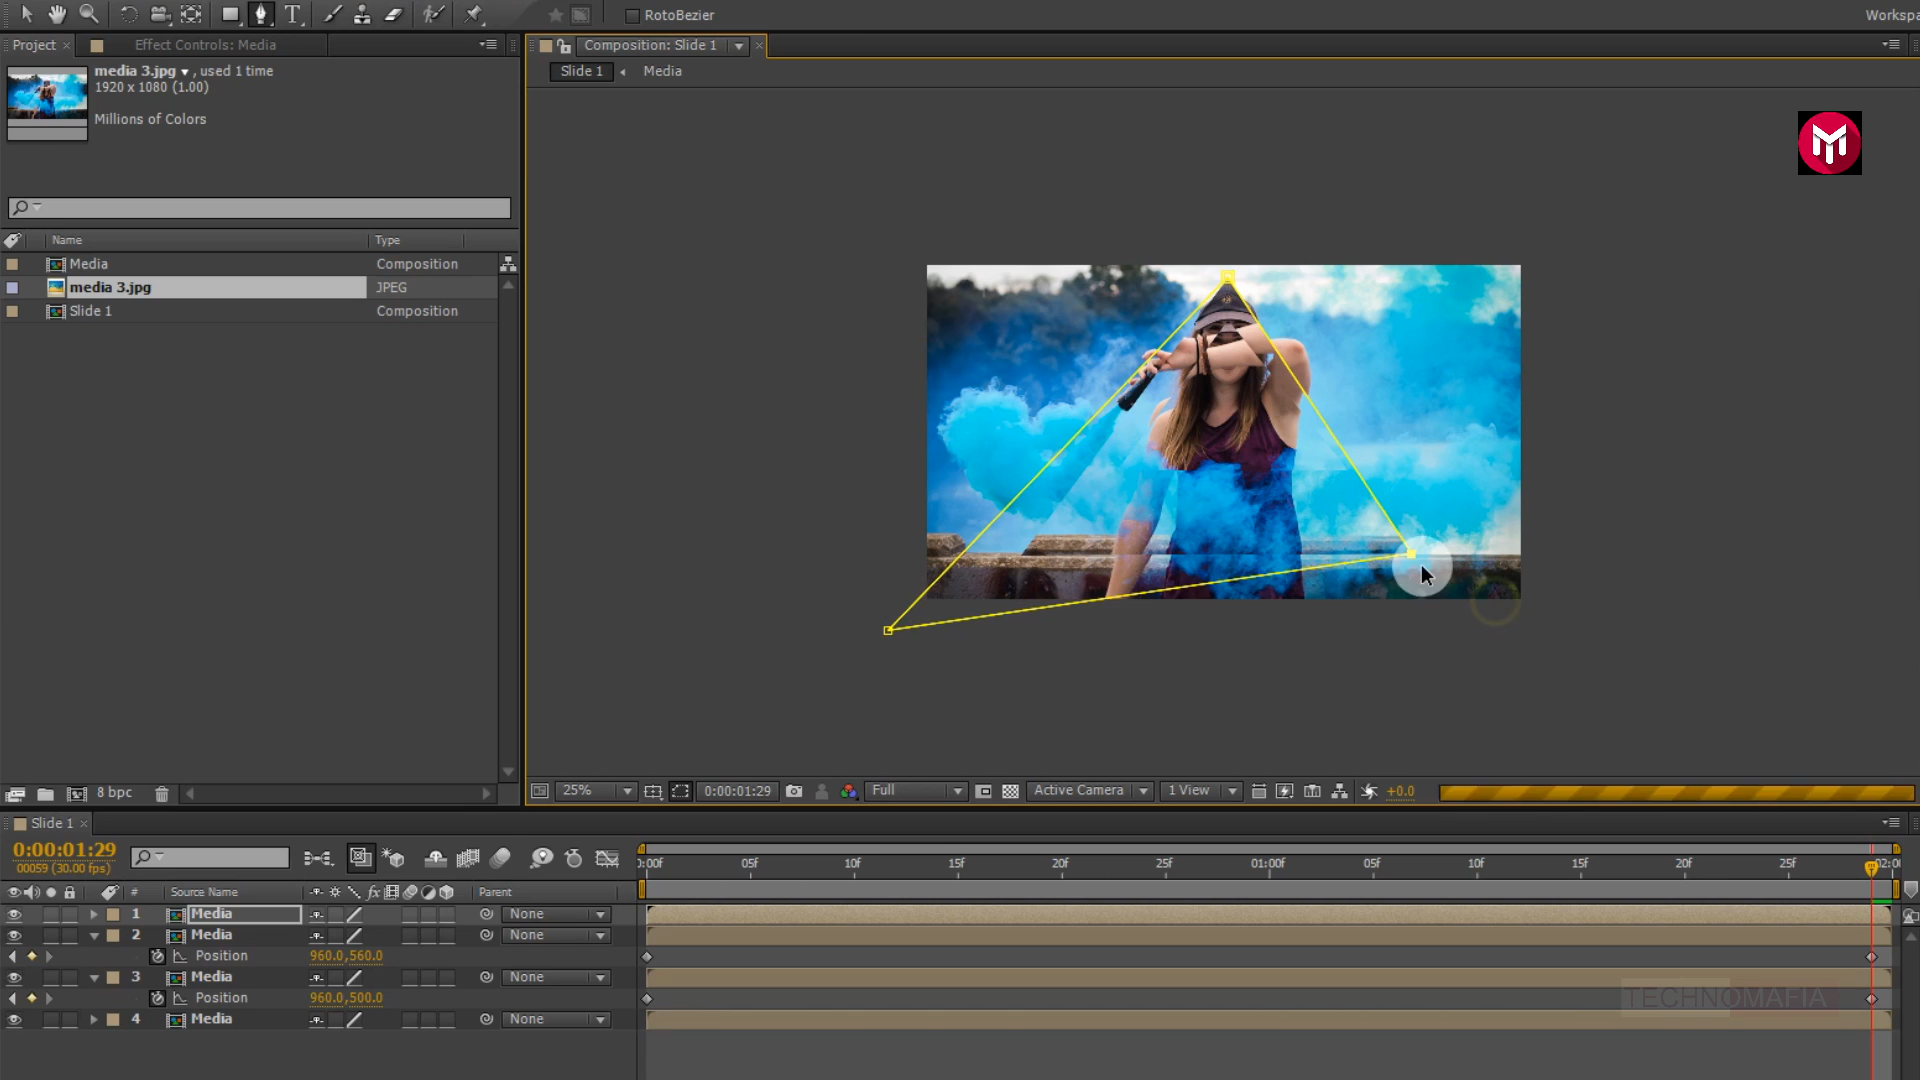 RotoBezier
Workspa
Project
Effect Controls: Media
Composition: Slide 1
media 3.jpg , used 1 time
1920 x 1080 (1.00)
Millions of Colors
Slide 1
Media
Name
Type
Media
Composition
media 3.jpg
JPEG
Slide 1
Composition
8 bpc
25%
0:00:01:29
Full
Active Camera
1 View
+0.0
Slide 1
0:00:01:29
00059 (30.00 fps)
0:00f
05f
10f
15f
20f
25f
01:00f
05f
10f
15f
20f
25f
02:00
#
Source Name
fx
Parent
1
Media
None
2
Media
None
Position
960.0,560.0
3
Media
None
Position
960.0,500.0
4
Media
None
TECHNOMAFIA